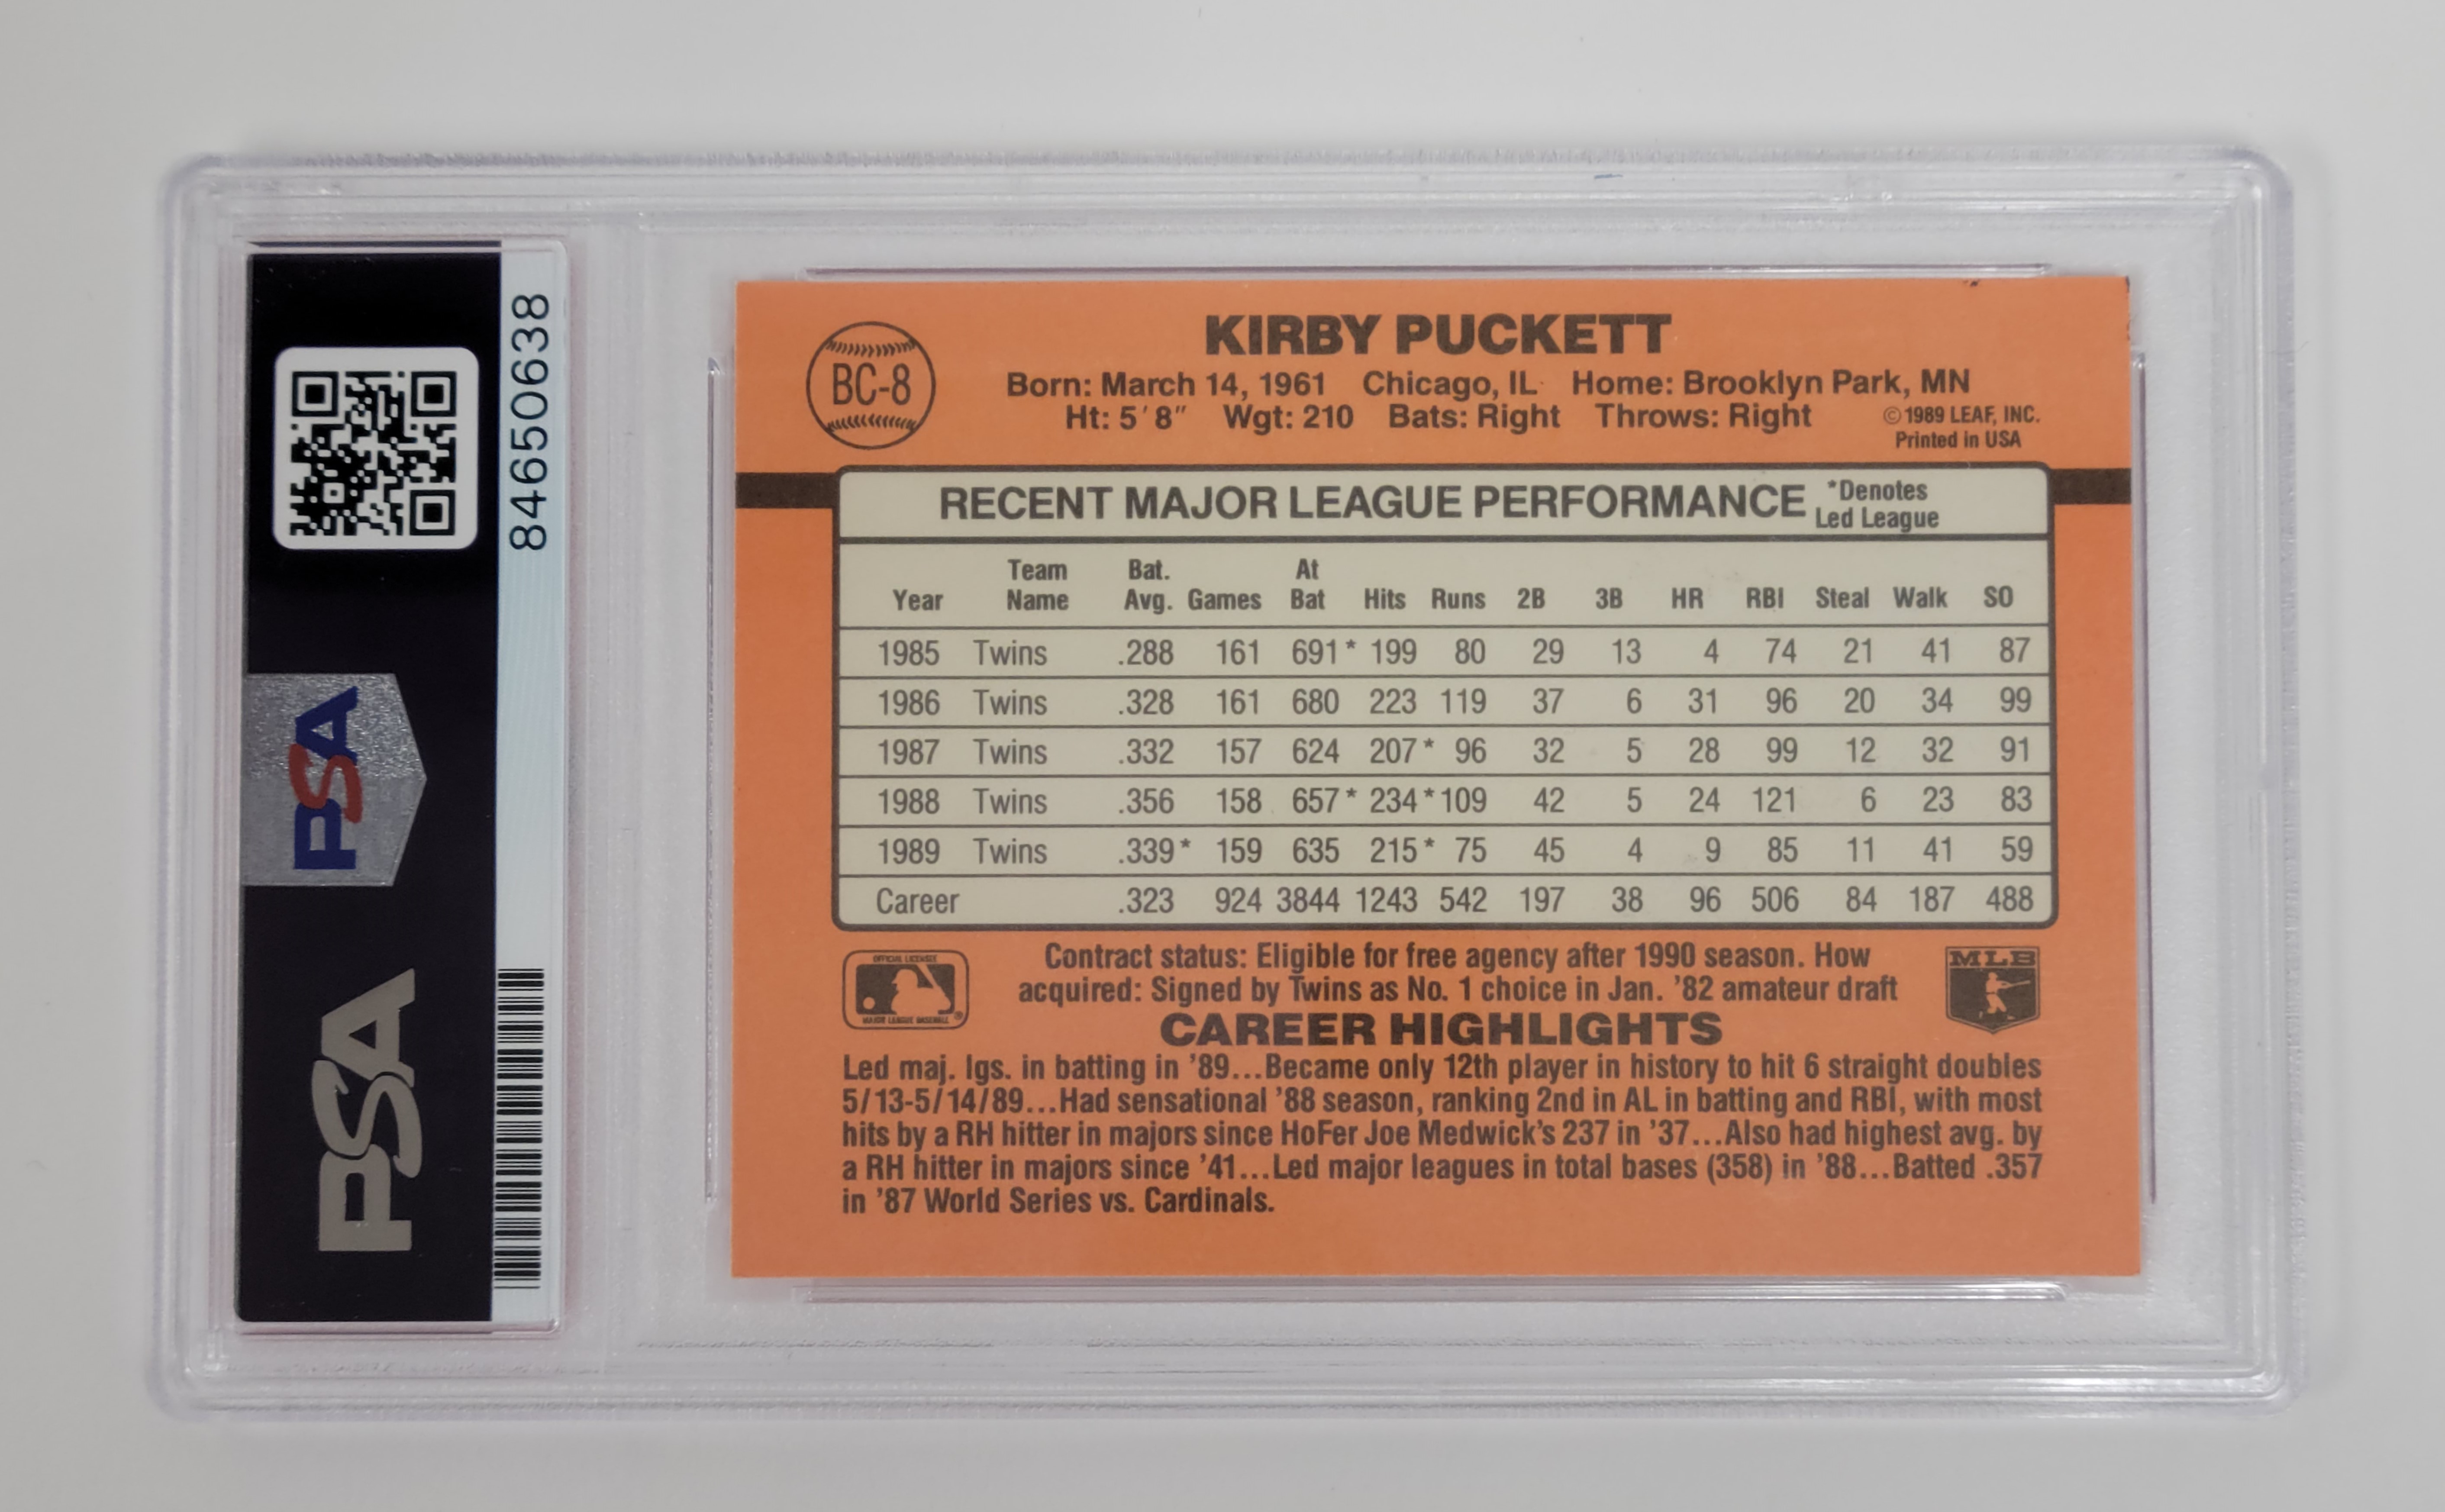 84650638
PSA
PSA
BC-8
KIRBY PUCKETT
Born: March 14, 1961 Chicago, IL Home: Brooklyn Park, MN
Ht: 5'8" Wgt: 210 Bats: Right Throws: Right
©1989 LEAF, INC.
Printed in USA
RECENT MAJOR LEAGUE PERFORMANCE *Denotes Led League
Year Team Name Bat. Avg. Games At Bat Hits Runs 2B 3B HR RBI Steal Walk SO
1985 Twins .288 161 691* 199 80 29 13 4 74 21 41 87
1986 Twins .328 161 680 223 119 37 6 31 96 20 34 99
1987 Twins .332 157 624 207* 96 32 5 28 99 12 32 91
1988 Twins .356 158 657* 234* 109 42 5 24 121 6 23 83
1989 Twins .339* 159 635 215* 75 45 4 9 85 11 41 59
Career .323 924 3844 1243 542 197 38 96 506 84 187 488
OFFICIAL LICENSEE
MAJOR LEAGUE BASEBALL®
Contract status: Eligible for free agency after 1990 season. How
acquired: Signed by Twins as No. 1 choice in Jan. '82 amateur draft
MLB
CAREER HIGHLIGHTS
Led maj. lgs. in batting in '89...Became only 12th player in history to hit 6 straight doubles
5/13-5/14/89...Had sensational '88 season, ranking 2nd in AL in batting and RBI, with most
hits by a RH hitter in majors since HoFer Joe Medwick's 237 in '37...Also had highest avg. by
a RH hitter in majors since '41...Led major leagues in total bases (358) in '88...Batted .357
in '87 World Series vs. Cardinals.